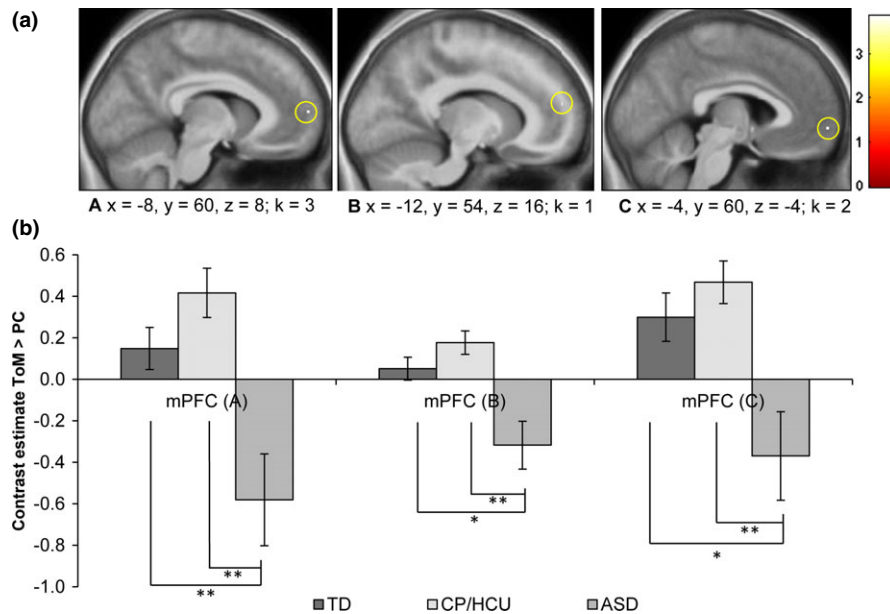 (a)
3
2
1
0
A x = -8, y = 60, z = 8; k = 3
B x = -12, y = 54, z = 16; k = 1
C x = -4, y = 60, z = -4; k = 2
(b)
Contrast estimate ToM > PC
0.6
0.4
0.2
0.0
-0.2
-0.4
-0.6
-0.8
-1.0
mPFC (A)
mPFC (B)
mPFC (C)
**
**
**
*
**
*
TD
CP/HCU
ASD